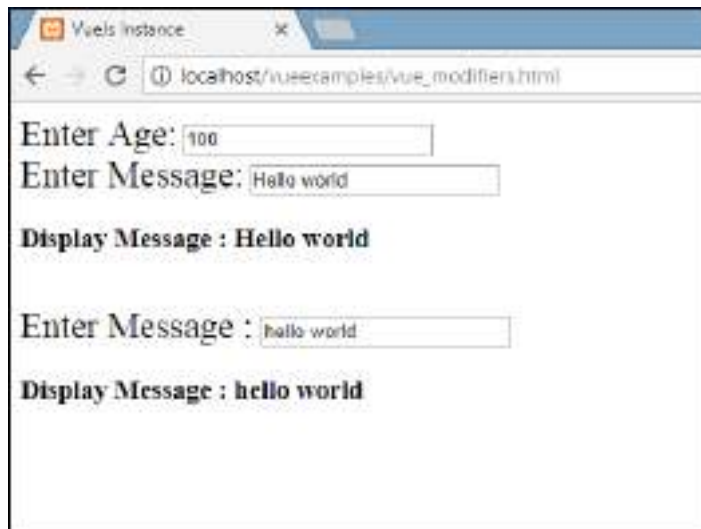 VueJs Instance
localhost/vueexamples/vue_modifiers.html
Enter Age: 100
Enter Message: Hello world
Display Message : Hello world
Enter Message : hello world
Display Message : hello world